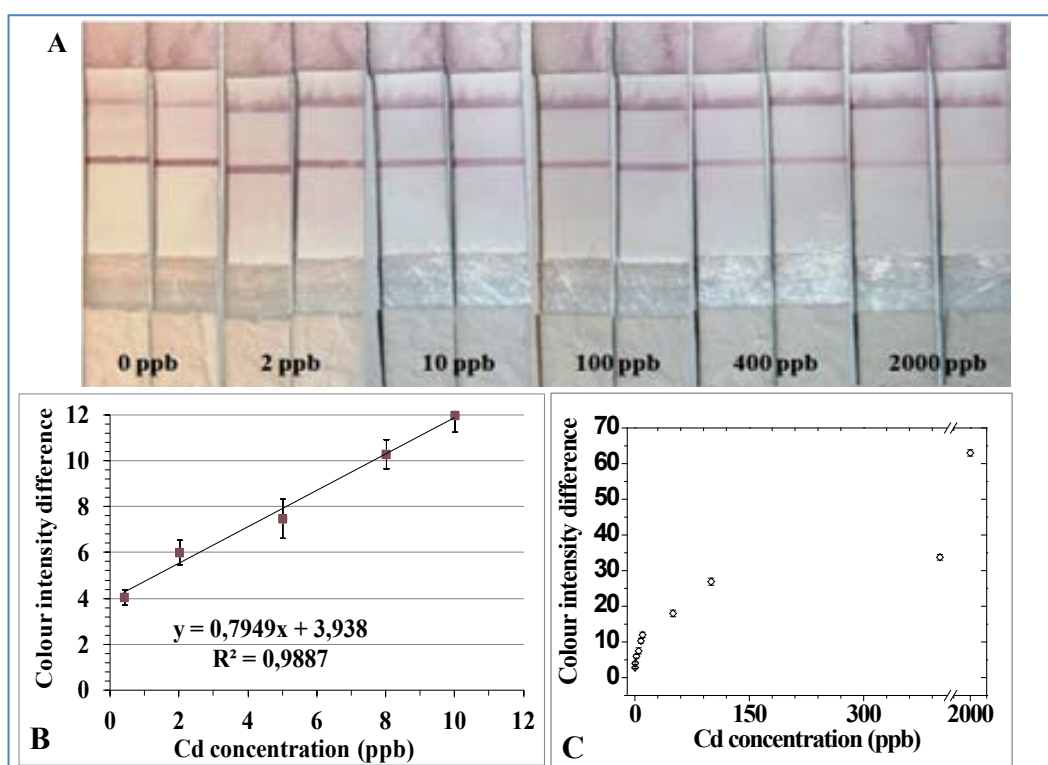 A
0 ppb 2 ppb 10 ppb 100 ppb 400 ppb 2000 ppb
Colour intensity difference
12
10
8
6
4
2
0
y = 0,7949x + 3,938
R² = 0,9887
0 2 4 6 8 10 12
B
Cd concentration (ppb)
Colour intensity difference
70
60
50
40
30
20
10
0
0 150 300 2000
C
Cd concentration (ppb)